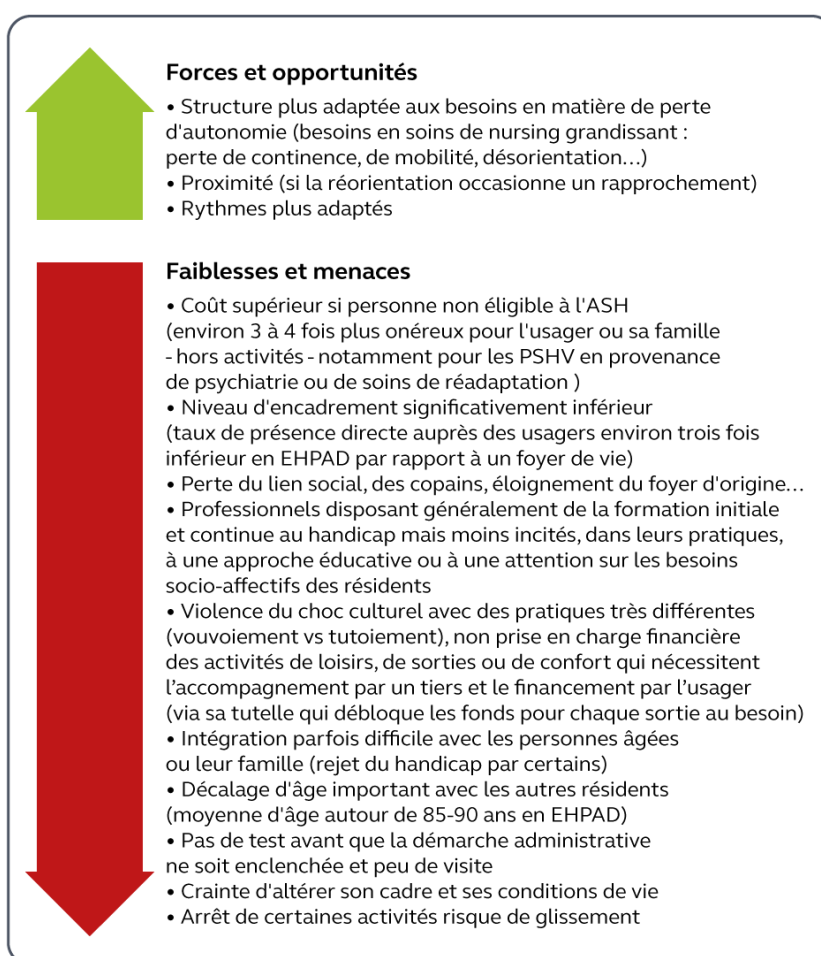 Forces et opportunités
• Structure plus adaptée aux besoins en matière de perte
d'autonomie (besoins en soins de nursing grandissant :
perte de continence, de mobilité, désorientation...)
• Proximité (si la réorientation occasionne un rapprochement)
• Rythmes plus adaptés
Faiblesses et menaces
• Coût supérieur si personne non éligible à l'ASH
(environ 3 à 4 fois plus onéreux pour l'usager ou sa famille
- hors activités - notamment pour les PSHV en provenance
de psychiatrie ou de soins de réadaptation )
• Niveau d'encadrement significativement inférieur
(taux de présence directe auprès des usagers environ trois fois
inférieur en EHPAD par rapport à un foyer de vie)
• Perte du lien social, des copains, éloignement du foyer d'origine...
• Professionnels disposant généralement de la formation initiale
et continue au handicap mais moins incités, dans leurs pratiques,
à une approche éducative ou à une attention sur les besoins
socio-affectifs des résidents
• Violence du choc culturel avec des pratiques très différentes
(vouvoiement vs tutoiement), non prise en charge financière
des activités de loisirs, de sorties ou de confort qui nécessitent
l’accompagnement par un tiers et le financement par l’usager
(via sa tutelle qui débloque les fonds pour chaque sortie au besoin)
• Intégration parfois difficile avec les personnes âgées
ou leur famille (rejet du handicap par certains)
• Décalage d'âge important avec les autres résidents
(moyenne d'âge autour de 85-90 ans en EHPAD)
• Pas de test avant que la démarche administrative
ne soit enclenchée et peu de visite
• Crainte d'altérer son cadre et ses conditions de vie
• Arrêt de certaines activités risque de glissement